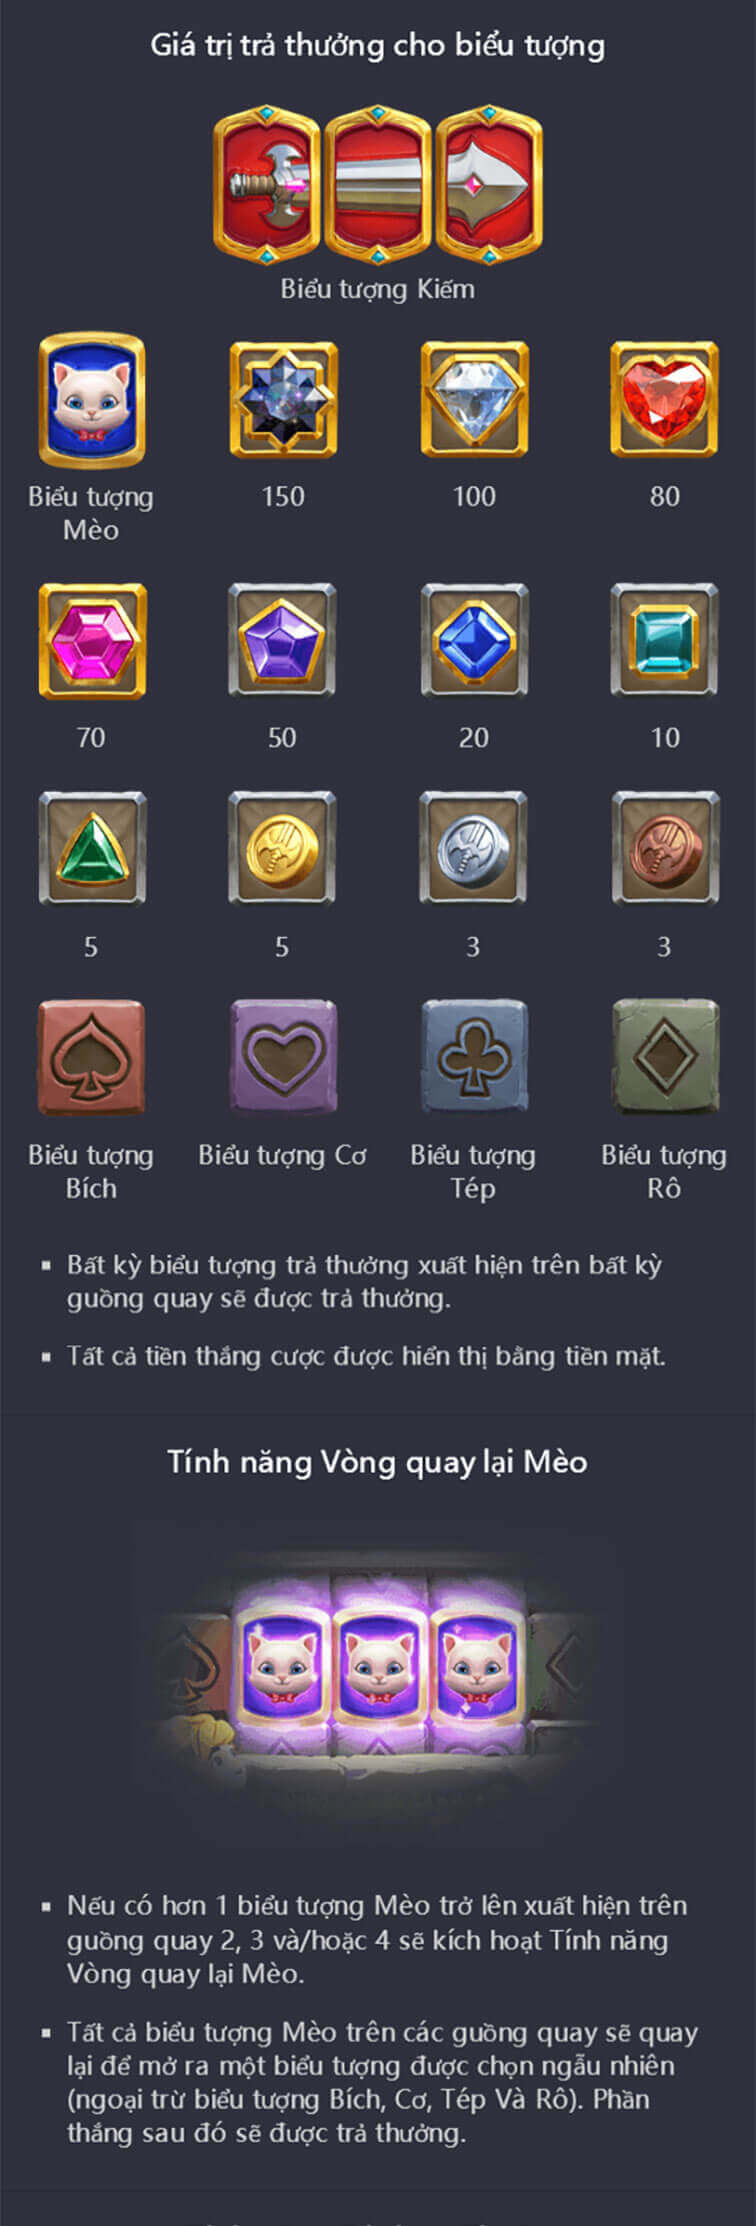 Giá trị trả thưởng cho biểu tượng
Biểu tượng Kiếm
Biểu tượng
Mèo
150
100
80
70
50
20
10
5
5
3
3
Biểu tượng
Bích
Biểu tượng Cơ
Biểu tượng
Tép
Biểu tượng
Rô
▪ Bất kỳ biểu tượng trả thưởng xuất hiện trên bất kỳ
guồng quay sẽ được trả thưởng.
▪ Tất cả tiền thắng cược được hiển thị bằng tiền mặt.
Tính năng Vòng quay lại Mèo
▪ Nếu có hơn 1 biểu tượng Mèo trở lên xuất hiện trên
guồng quay 2, 3 và/hoặc 4 sẽ kích hoạt Tính năng
Vòng quay lại Mèo.
▪ Tất cả biểu tượng Mèo trên các guồng quay sẽ quay
lại để mở ra một biểu tượng được chọn ngẫu nhiên
(ngoại trừ biểu tượng Bích, Cơ, Tép Và Rô). Phần
thắng sau đó sẽ được trả thưởng.